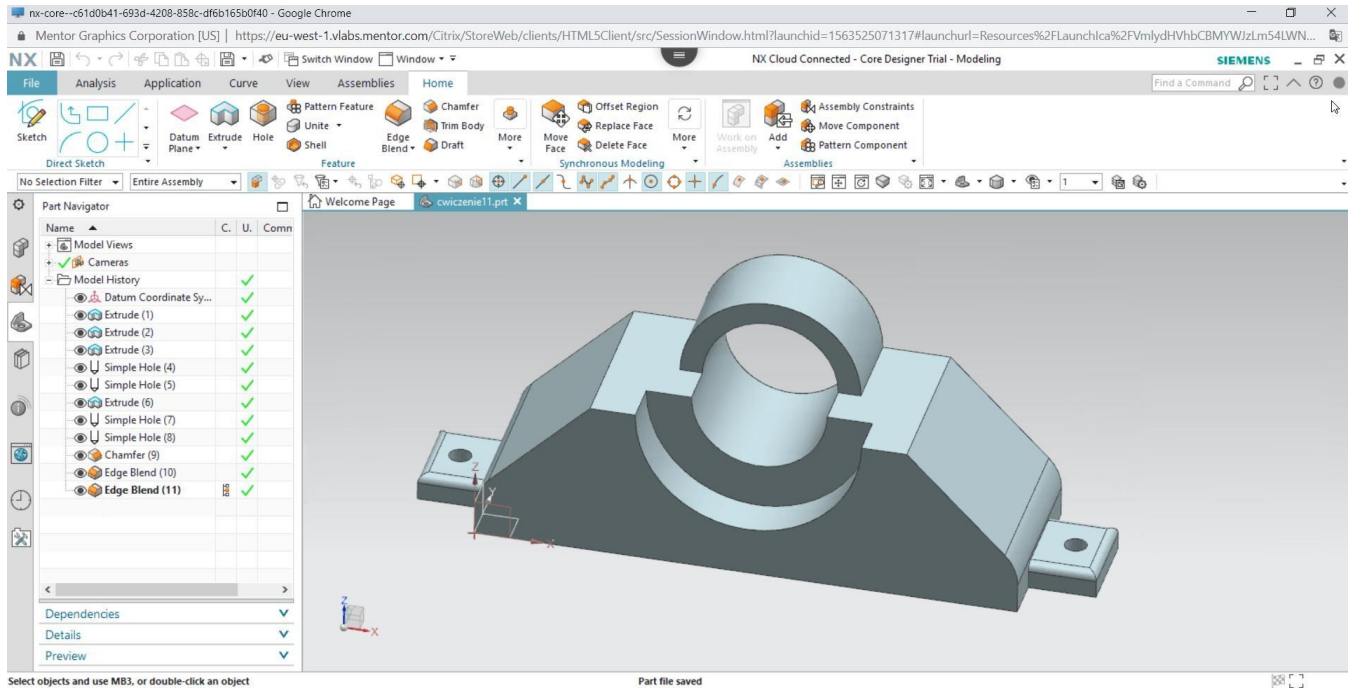 nx-core--c61d0b41-693d-4208-858c-df6b165b0f40 - Google Chrome
Mentor Graphics Corporation [US] | https://eu-west-1.vlabs.mentor.com/Citrix/StoreWeb/clients/HTML5Client/src/SessionWindow.html?launchid=1563525071317#launchurl=Resources%2FLaunchIca%2FVmlydHVhbCBMYWJzLm54LWN...
NX Switch Window Window NX Cloud Connected - Core Designer Trial - Modeling SIEMENS
File Analysis Application Curve View Assemblies Home Find a Command
Pattern Feature Chamfer Offset Region Assembly Constraints
Unite Trim Body Replace Face Move Component
Shell Draft Delete Face Pattern Component
Sketch Datum Plane Extrude Hole Edge Blend More Move Face More Work on Assembly Add
Direct Sketch Feature Synchronous Modeling Assemblies
No Selection Filter Entire Assembly 1
Part Navigator Welcome Page cwiczenie11.prt
Name C. U. Comn
Model Views
Cameras
Model History
Datum Coordinate Sy...
Extrude (1)
Extrude (2)
Extrude (3)
Simple Hole (4)
Simple Hole (5)
Extrude (6)
Simple Hole (7)
Simple Hole (8)
Chamfer (9)
Edge Blend (10)
Edge Blend (11)
Z
Y
X
Z
X
Dependencies
Details
Preview
Select objects and use MB3, or double-click an object Part file saved